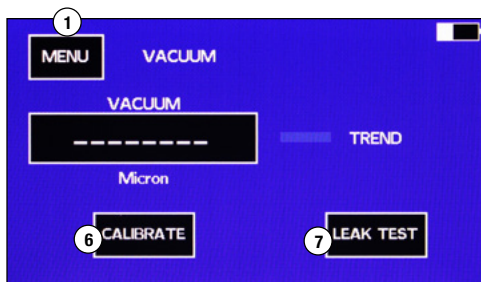 1
MENU VACUUM
VACUUM
--------
TREND
Micron
6 CALIBRATE
7 LEAK TEST